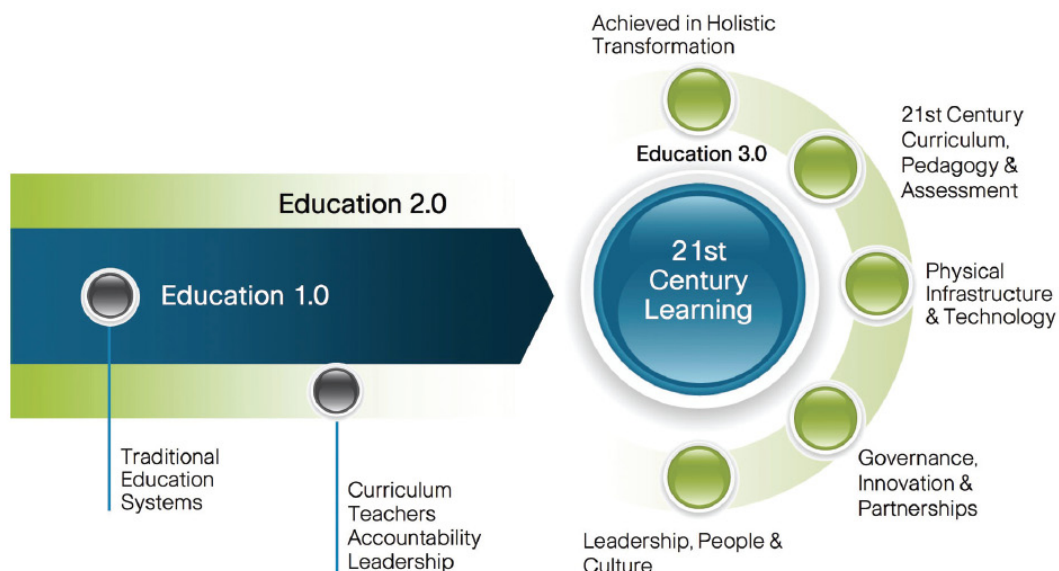 Achieved in Holistic
Transformation
21st Century
Curriculum,
Pedagogy &
Assessment
Education 3.0
Education 2.0
Education 1.0
21st
Century
Learning
Physical
Infrastructure
& Technology
Traditional
Education
Systems
Curriculum
Teachers
Accountability
Leadership
Governance,
Innovation &
Partnerships
Leadership, People &
Culture